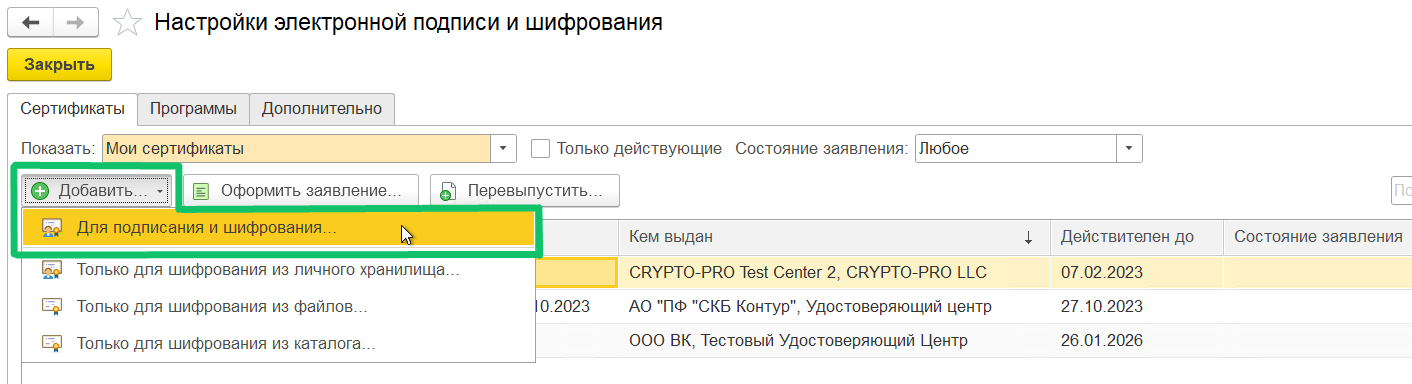 Настройки электронной подписи и шифрования
Закрыть
Сертификаты Программы Дополнительно
Показать: Мои сертификаты Только действующие Состояние заявления: Любое
Добавить... Оформить заявление... Перевыпустить... По
Для подписания и шифрования...
Кем выдан Действителен до Состояние заявления
Только для шифрования из личного хранилища...
CRYPTO-PRO Test Center 2, CRYPTO-PRO LLC 07.02.2023
Только для шифрования из файлов...
10.2023 АО "ПФ "СКБ Контур", Удостоверяющий центр 27.10.2023
Только для шифрования из каталога...
ООО ВК, Тестовый Удостоверяющий Центр 26.01.2026